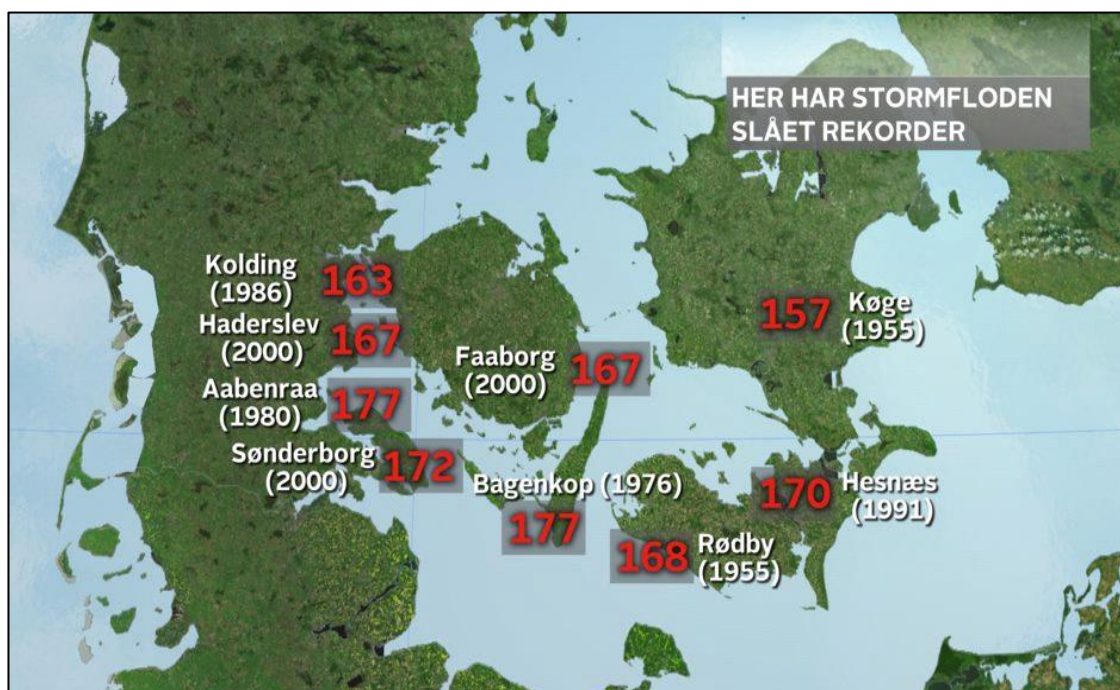 HER HAR STORMFLODEN
SLÅET REKORDER
Kolding
(1986)
163
Haderslev
(2000)
167
Aabenraa
(1980)
177
Sønderborg
(2000)
172
Faaborg
(2000)
167
Bagenkop (1976)
177
157
Køge
(1955)
170
Hesnæs
(1991)
168
Rødby
(1955)